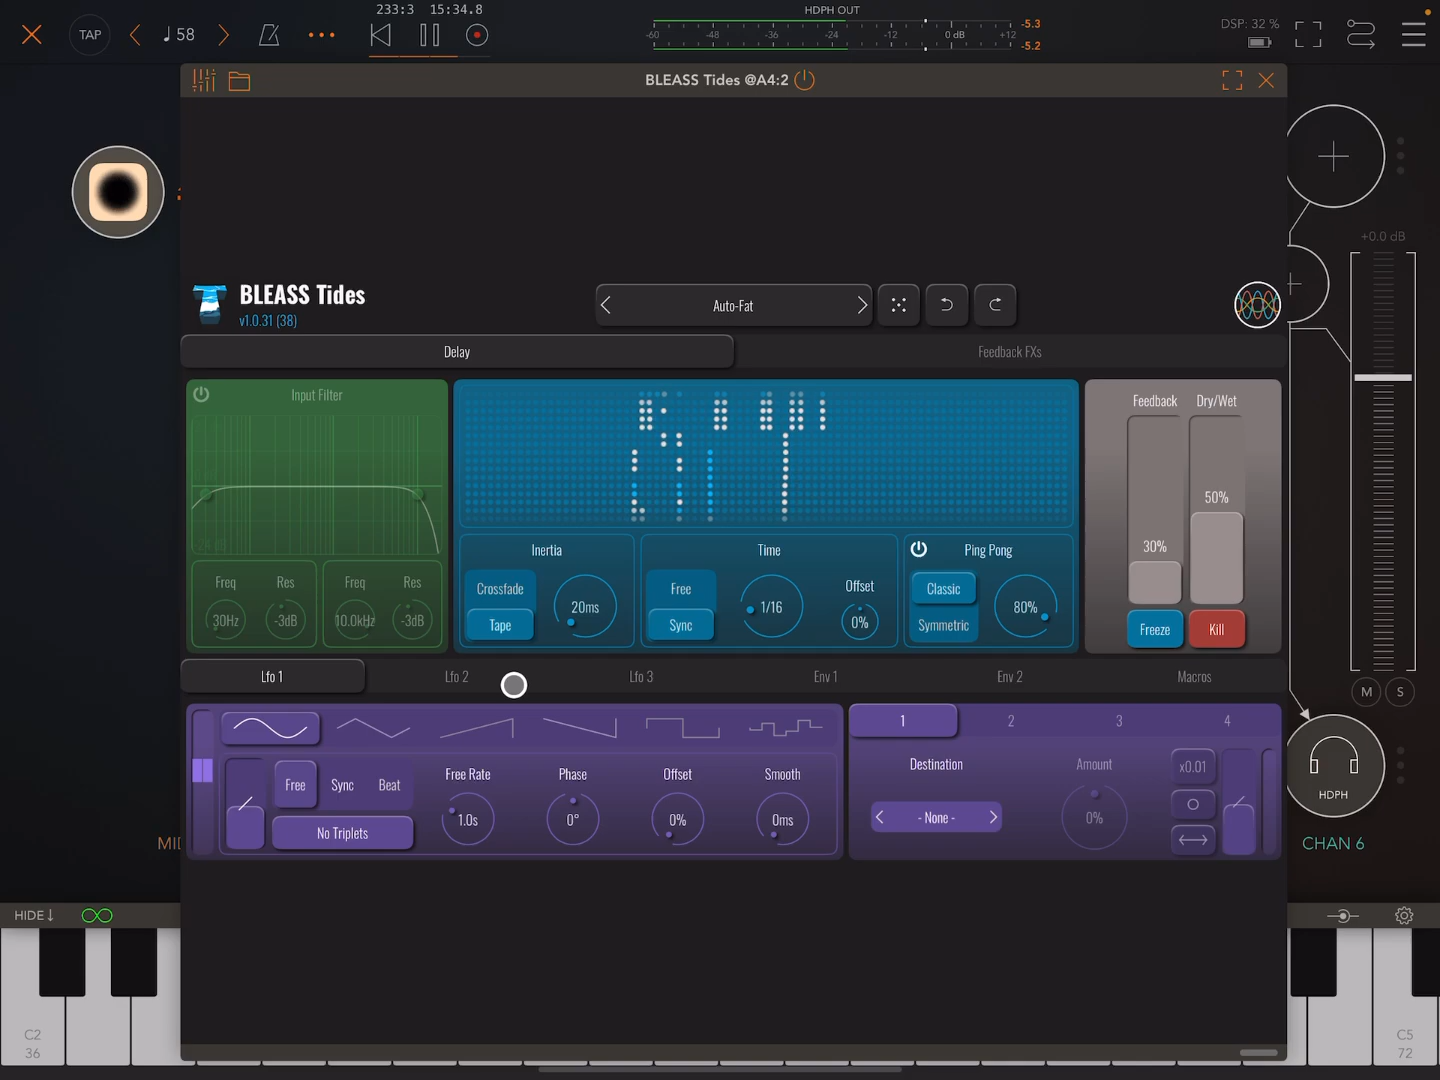 233:3 15:34.8
HDPH OUT
TAP
58
-60 -48 -36 -24 -12 0 dB +12
-5.3
-5.2
DSP: 32 %
BLEASS Tides @A4:2
BLEASS Tides
v1.0.31 (38)
Auto-Fat
Delay
Feedback FXs
Input Filter
-24 dB
Freq Res Freq Res
30Hz -3dB 10.0kHz -3dB
Inertia
Crossfade
Tape
20ms
Time
Free
Sync
1/16
Offset
0%
Ping Pong
Classic
Symmetric
80%
Feedback Dry/Wet
50%
30%
Freeze Kill
Lfo 1 Lfo 2 Lfo 3 Env 1 Env 2 Macros
Free Sync Beat
No Triplets
Free Rate Phase Offset Smooth
1.0s 0° 0% 0ms
1 2 3 4
Destination
- None -
Amount
0%
x0.01
+0.0 dB
M S
HDPH
CHAN 6
MID
HIDE
C2
36
C5
72